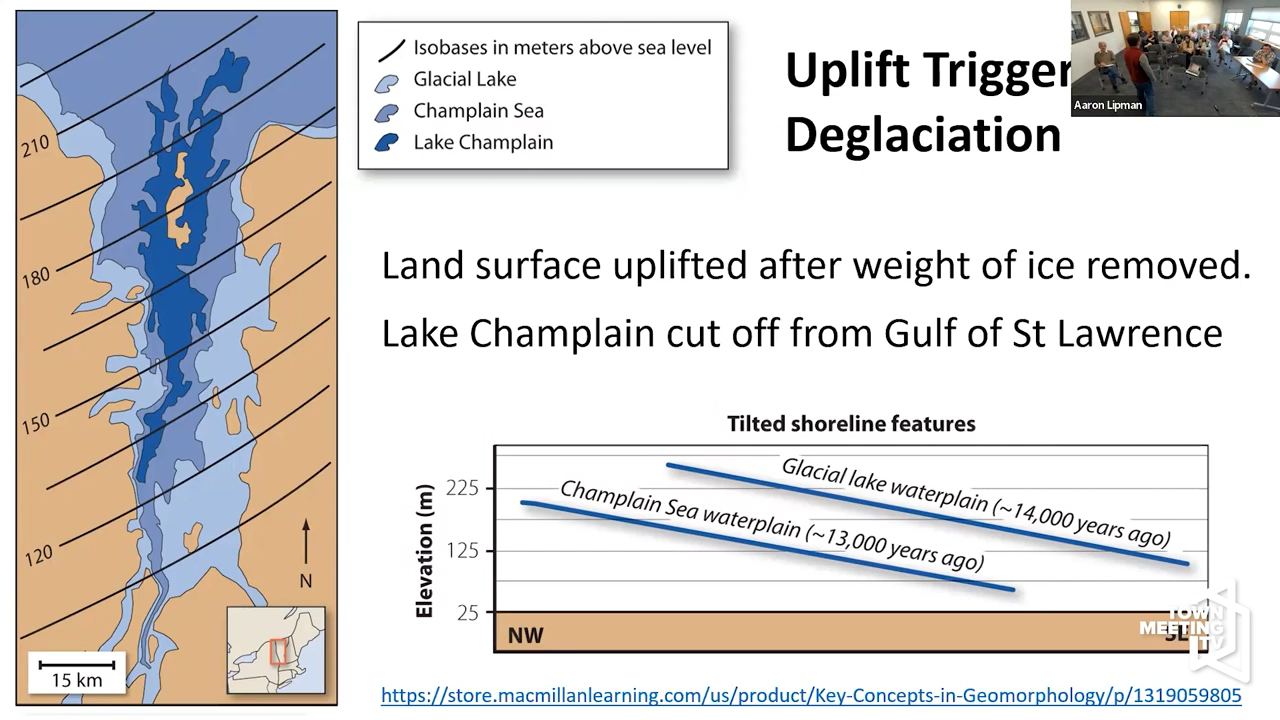 210
180
150
120
N
15 km
Isobases in meters above sea level
Glacial Lake
Champlain Sea
Lake Champlain
Uplift Trigger
Deglaciation
Aaron Lipman
Land surface uplifted after weight of ice removed.
Lake Champlain cut off from Gulf of St Lawrence
Tilted shoreline features
Elevation (m)
225
125
25
Glacial lake waterplain (~14,000 years ago)
Champlain Sea waterplain (~13,000 years ago)
NW
TOWN
MEETING
TV
https://store.macmillanlearning.com/us/product/Key-Concepts-in-Geomorphology/p/1319059805